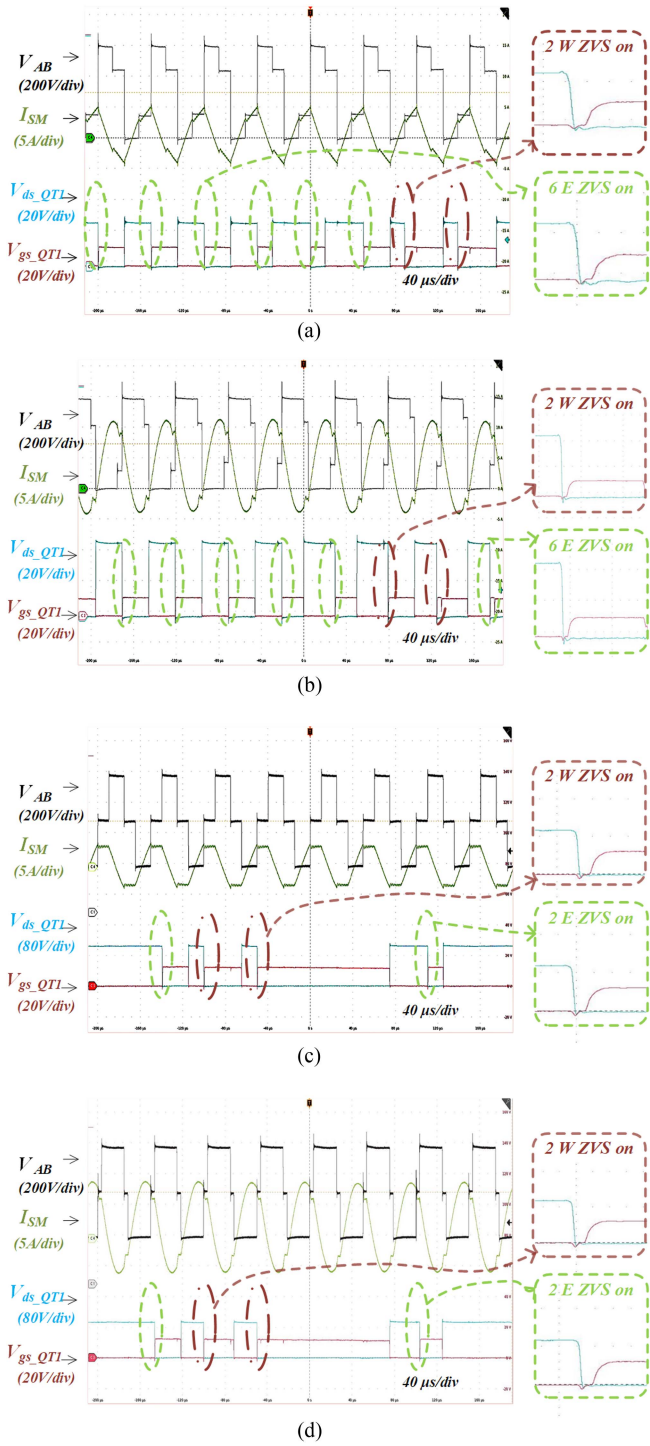 V_AB
(200V/div)
I_SM
(5A/div)
V_ds_QT1
(20V/div)
V_gs_QT1
(20V/div)
40 μs/div
2 W ZVS on
6 E ZVS on
(a)
V_AB
(200V/div)
I_SM
(5A/div)
V_ds_QT1
(20V/div)
V_gs_QT1
(20V/div)
40 μs/div
2 W ZVS on
6 E ZVS on
(b)
V_AB
(200V/div)
I_SM
(5A/div)
V_ds_QT1
(80V/div)
V_gs_QT1
(20V/div)
40 μs/div
2 W ZVS on
2 E ZVS on
(c)
V_AB
(200V/div)
I_SM
(5A/div)
V_ds_QT1
(80V/div)
V_gs_QT1
(20V/div)
40 μs/div
2 W ZVS on
2 E ZVS on
(d)